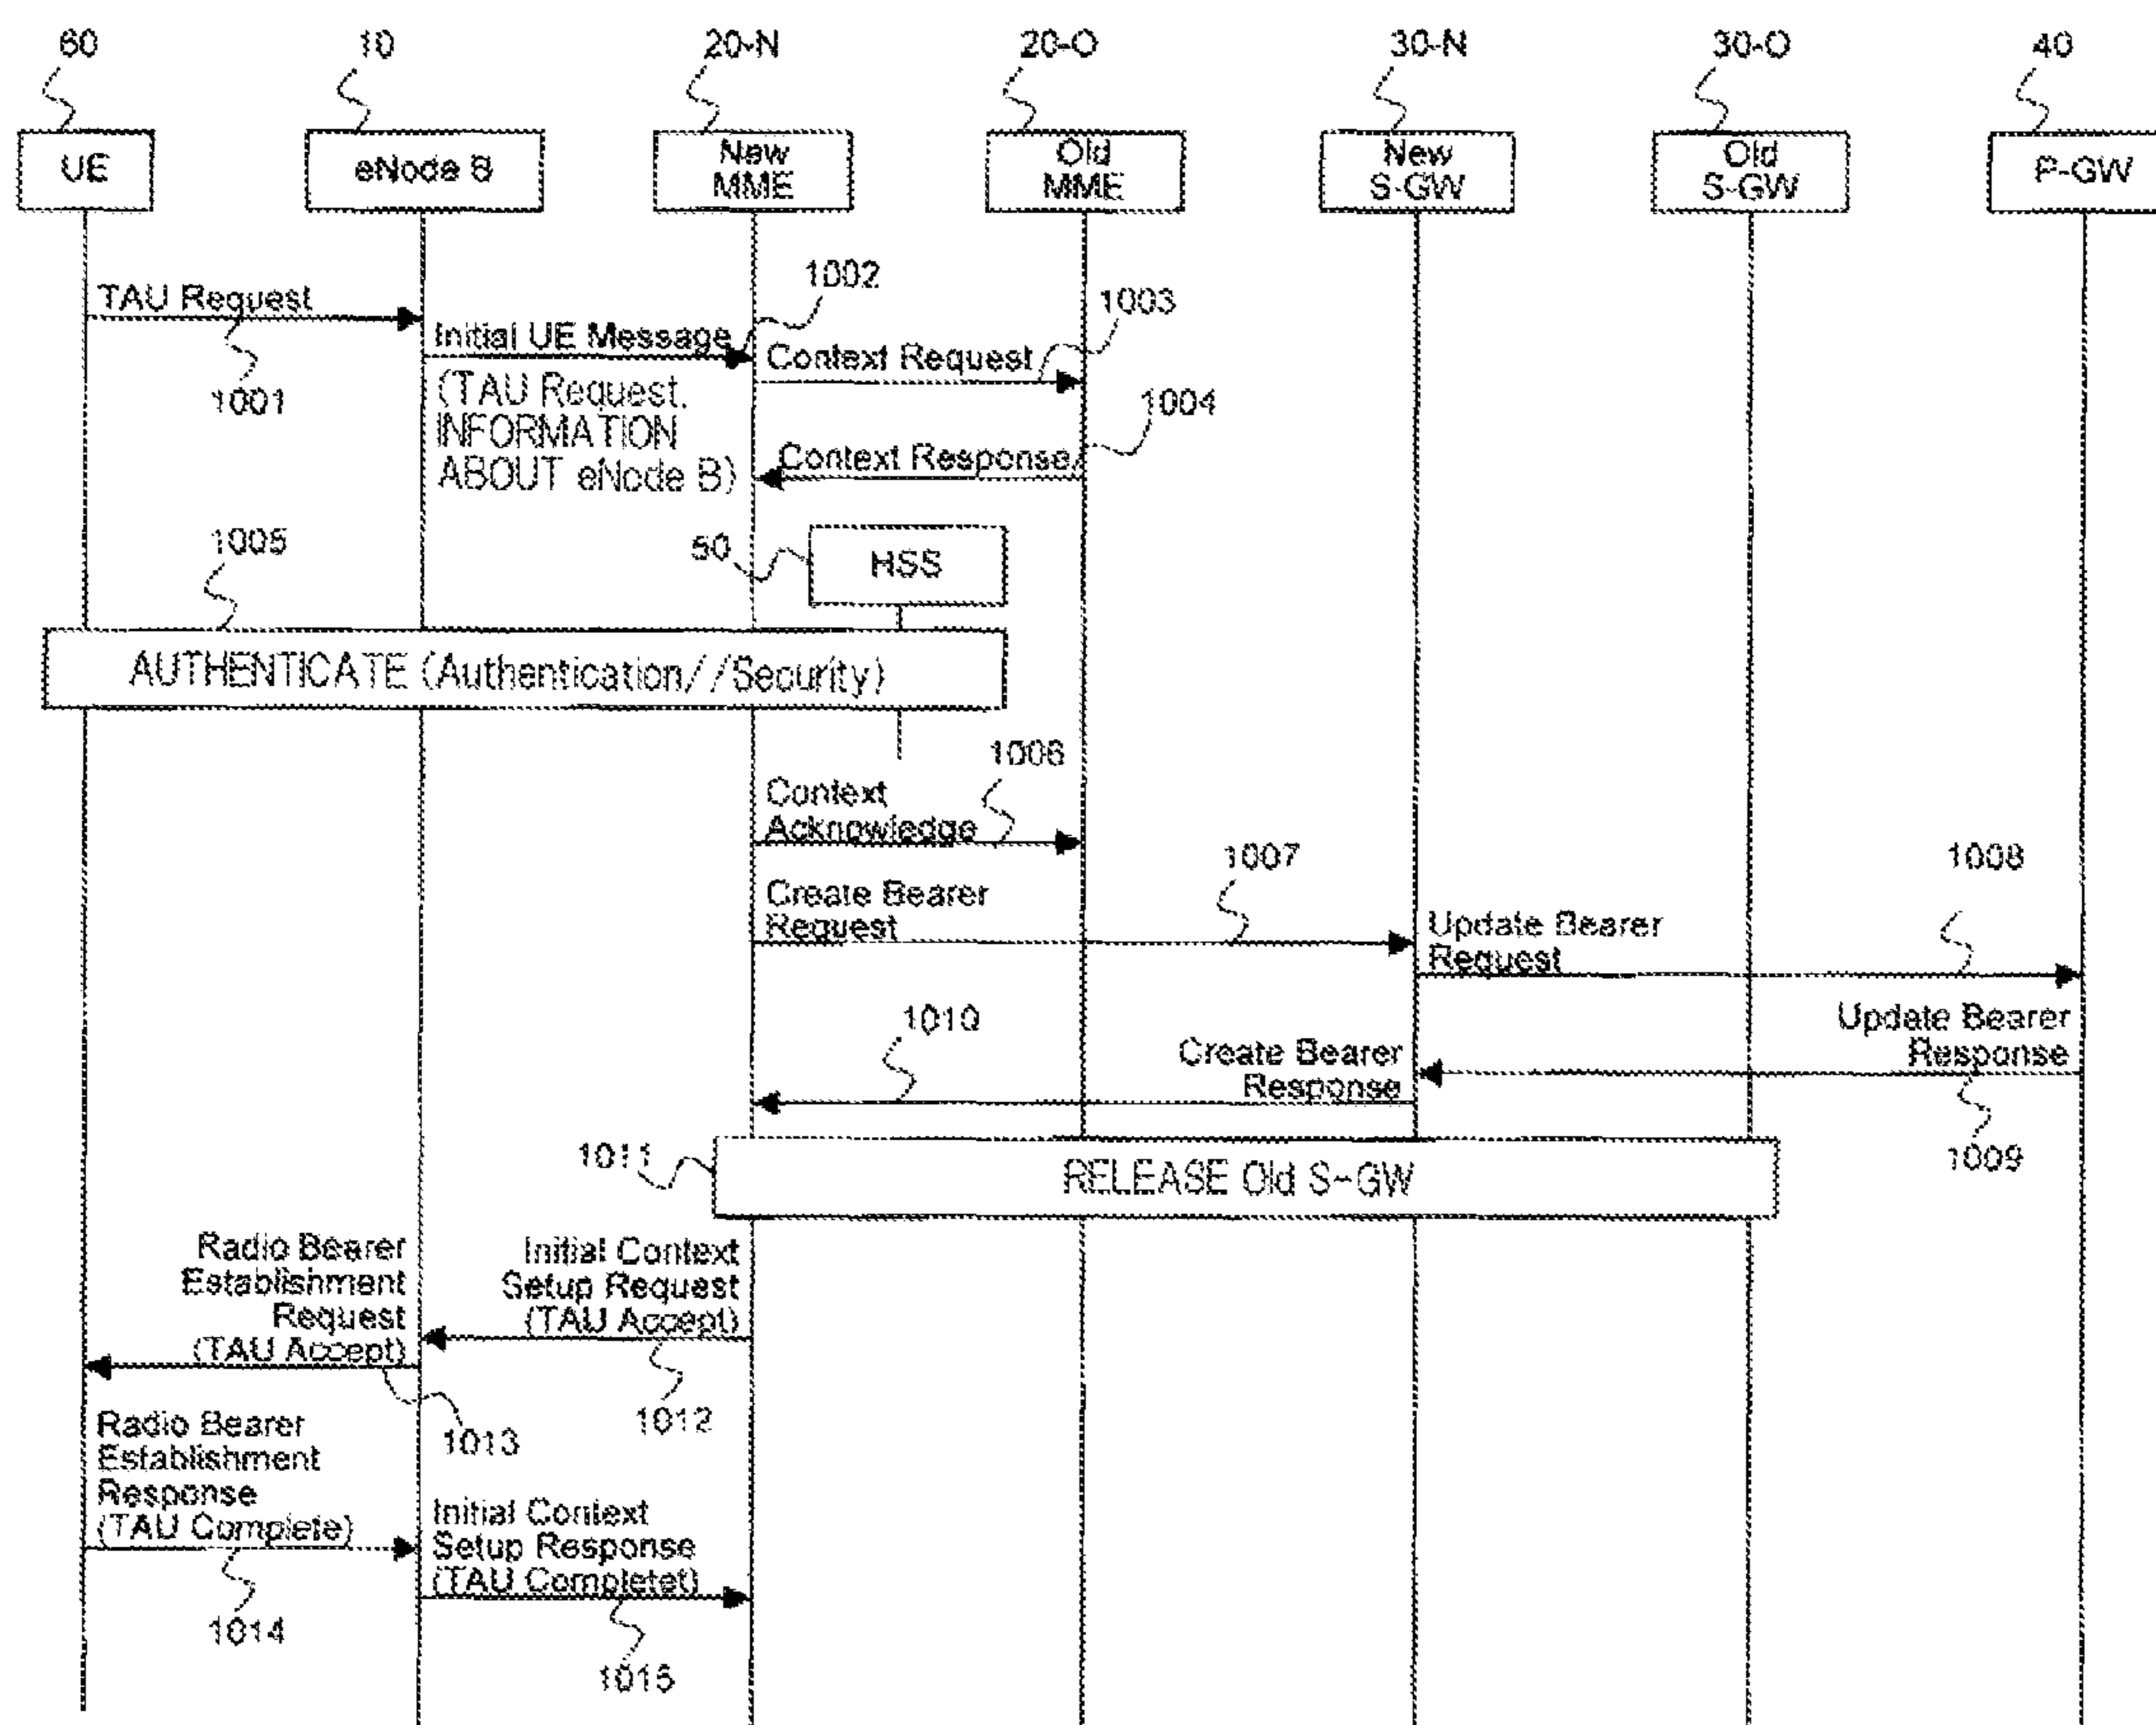 60
10
20-N
20-O
30-N
30-O
40
UE
eNode B
New
MME
Old
MME
New
S-GW
Old
S-GW
P-GW
1002
TAU Request
1003
Initial UE Message
Context Request
(TAU Request,
INFORMATION
ABOUT eNode B)
1001
1004
Context Response
1005
50
HSS
AUTHENTICATE (Authentication//Security)
1006
Context
Acknowledge
1007
1008
Create Bearer
Request
Update Bearer
Request
1010
Update Bearer
Response
Create Bearer
Response
1009
1011
RELEASE Old S-GW
Radio Bearer
Establishment
Request
(TAU Accept)
Initial Context
Setup Request
(TAU Accept)
1012
1013
Radio Bearer
Establishment
Response
(TAU Complete)
Initial Context
Setup Response
(TAU Completet)
1014
1015